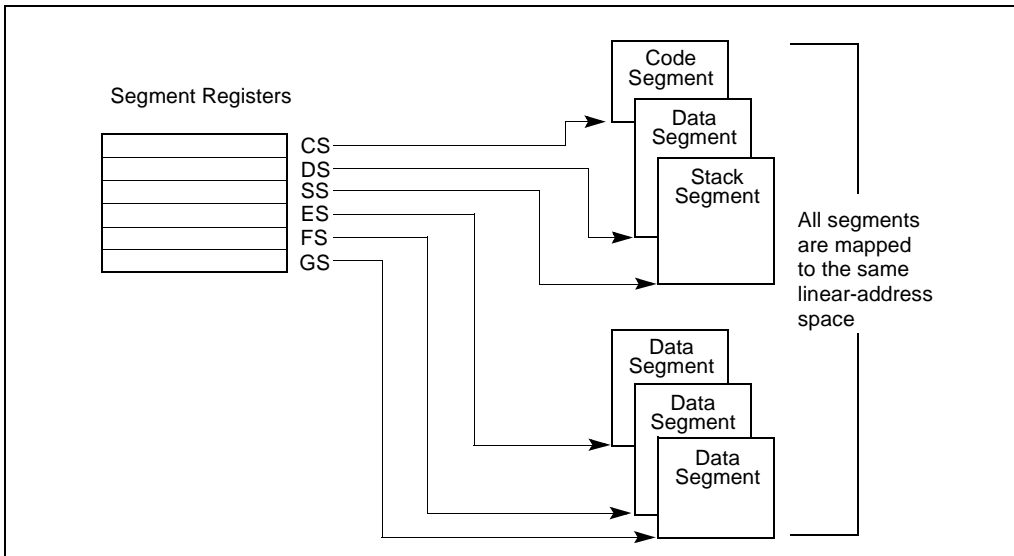 Segment Registers
CS
DS
SS
ES
FS
GS
Code
Segment
Data
Segment
Stack
Segment
Data
Segment
Data
Segment
Data
Segment
All segments
are mapped
to the same
linear-address
space